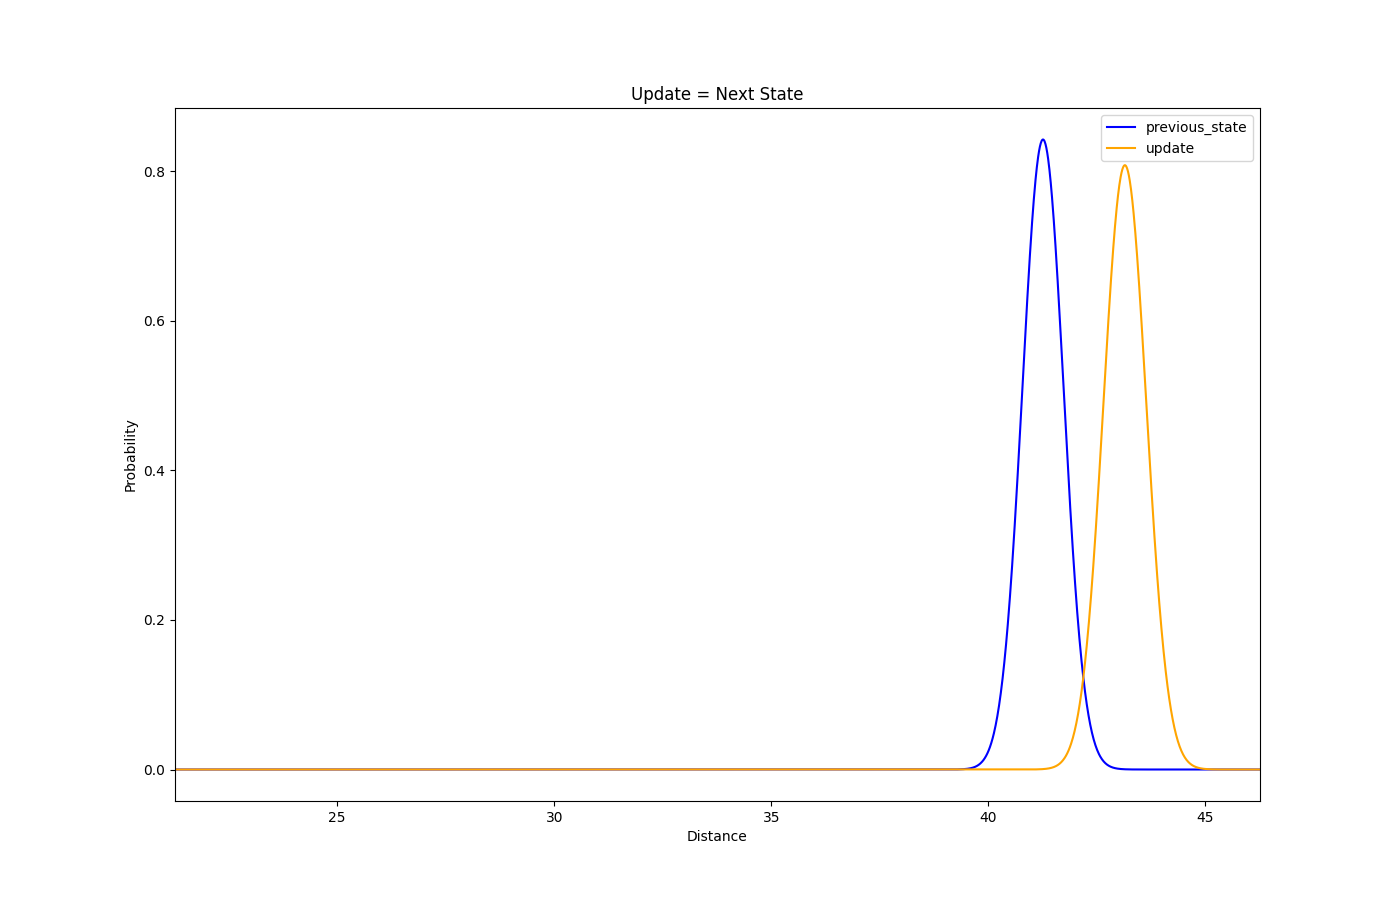 Update = Next State
previous_state
update
Probability
0.8
0.6
0.4
0.2
0.0
25 30 35 40 45
Distance